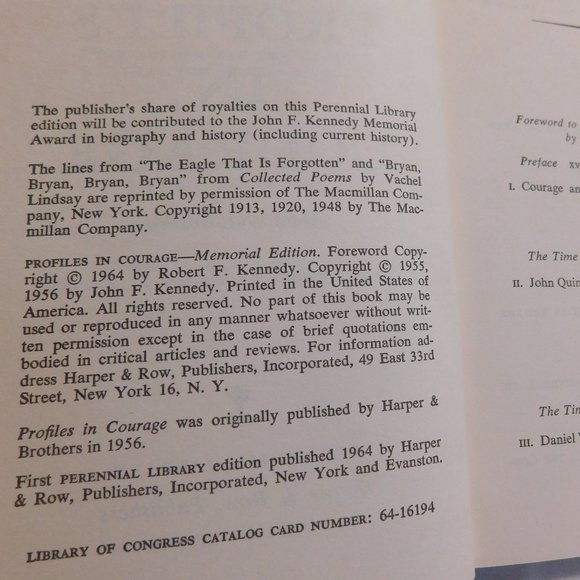 The publisher's share of royalties on this Perennial Library
edition will be contributed to the John F. Kennedy Memorial
Award in biography and history (including current history).
The lines from "The Eagle That Is Forgotten" and "Bryan,
Bryan, Bryan, Bryan" from Collected Poems by Vachel
Lindsay are reprinted by permission of The Macmillan Com-
pany, New York. Copyright 1913, 1920, 1948 by The Mac-
millan Company.
PROFILES IN COURAGE—Memorial Edition. Foreword Copy-
right © 1964 by Robert F. Kennedy. Copyright © 1955,
1956 by John F. Kennedy. Printed in the United States of
America. All rights reserved. No part of this book may be
used or reproduced in any manner whatsoever without writ-
ten permission except in the case of brief quotations em-
bodied in critical articles and reviews. For information ad-
dress Harper & Row, Publishers, Incorporated, 49 East 33rd
Street, New York 16, N. Y.
Profiles in Courage was originally published by Harper &
Brothers in 1956.
First PERENNIAL LIBRARY edition published 1964 by Harper
& Row, Publishers, Incorporated, New York and Evanston.
LIBRARY OF CONGRESS CATALOG CARD NUMBER: 64-16194
Foreword to
by
Preface xv
I. Courage an
The Time
II. John Quin
The Tim
III. Daniel